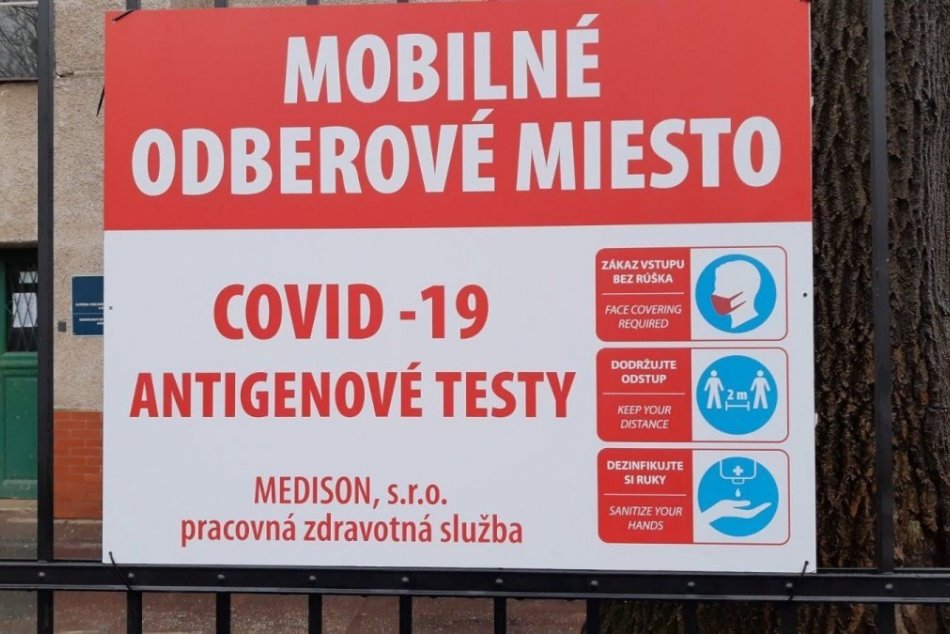 MOBILNÉ
ODBEROVÉ MIESTO
COVID -19
ANTIGENOVÉ TESTY
MEDISON, s.r.o.
pracovná zdravotná služba
ZÁKAZ VSTUPU
BEZ RÚŠKA
FACE COVERING
REQUIRED
DODRŽUJTE
ODSTUP
KEEP YOUR
DISTANCE
2 m
DEZINFIKUJTE
SI RUKY
SANITIZE YOUR
HANDS